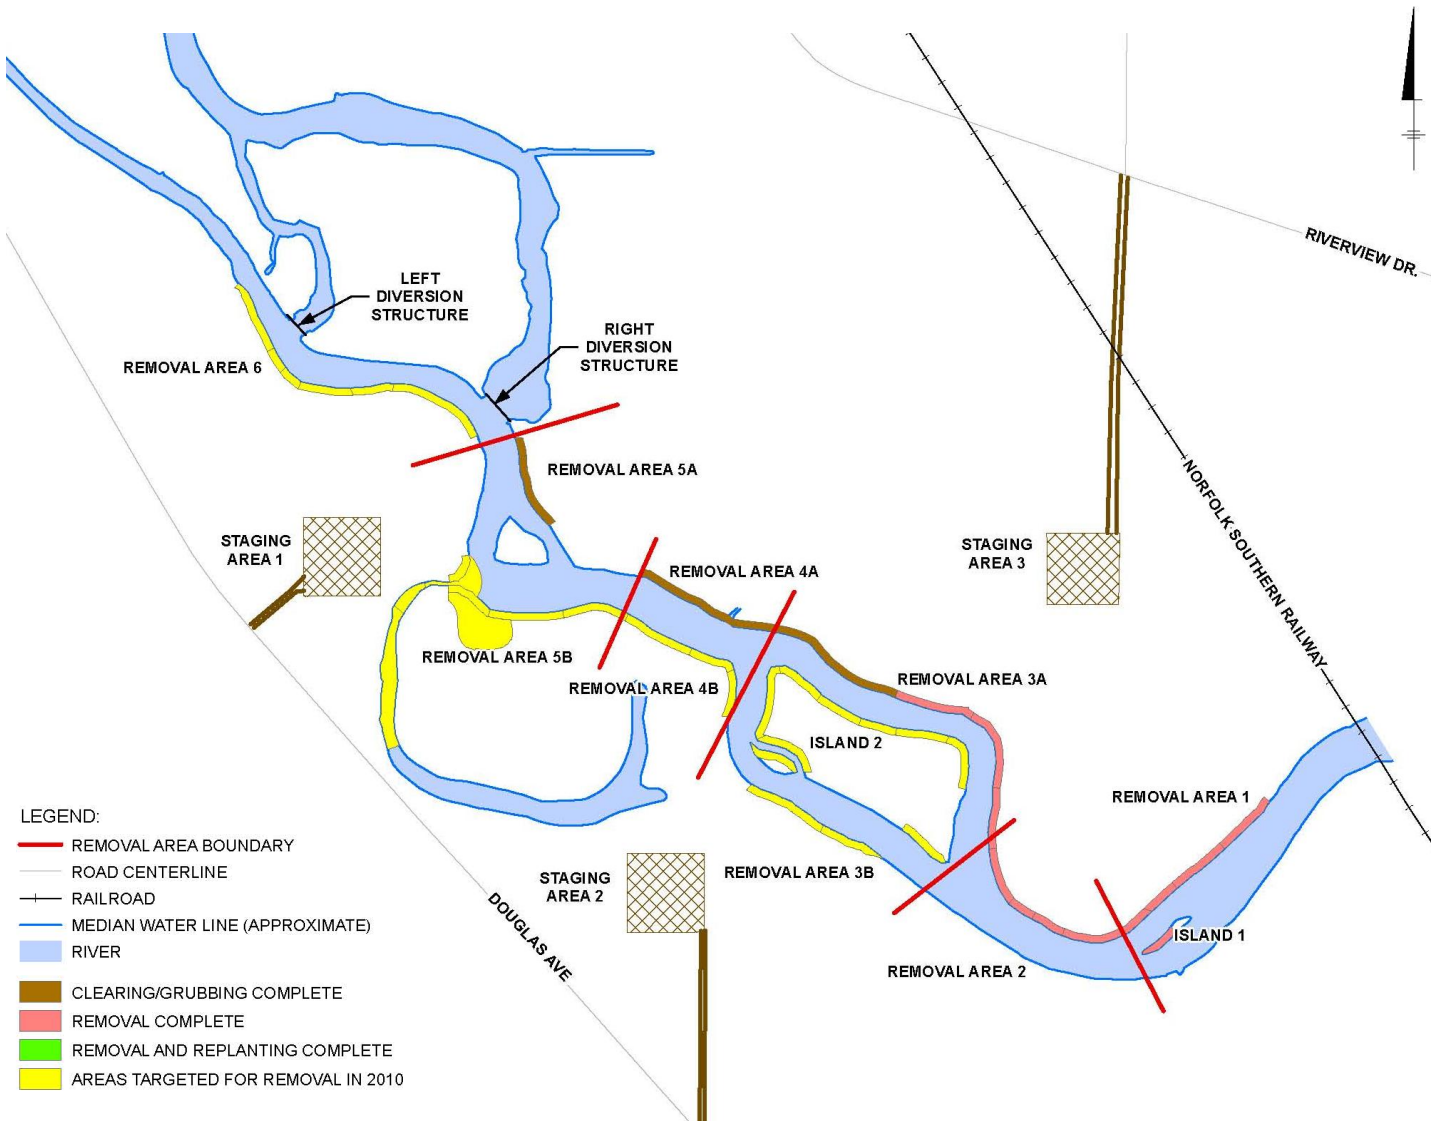 RIVERVIEW DR.
LEFT
DIVERSION
STRUCTURE
RIGHT
DIVERSION
STRUCTURE
REMOVAL AREA 6
REMOVAL AREA 5A
NORFOLK SOUTHERN RAILWAY
STAGING
AREA 1
STAGING
AREA 3
REMOVAL AREA 4A
REMOVAL AREA 5B
REMOVAL AREA 4B
REMOVAL AREA 3A
ISLAND 2
REMOVAL AREA 1
REMOVAL AREA 3B
STAGING
AREA 2
DOUGLAS AVE
ISLAND 1
REMOVAL AREA 2
LEGEND:
REMOVAL AREA BOUNDARY
ROAD CENTERLINE
RAILROAD
MEDIAN WATER LINE (APPROXIMATE)
RIVER
CLEARING/GRUBBING COMPLETE
REMOVAL COMPLETE
REMOVAL AND REPLANTING COMPLETE
AREAS TARGETED FOR REMOVAL IN 2010